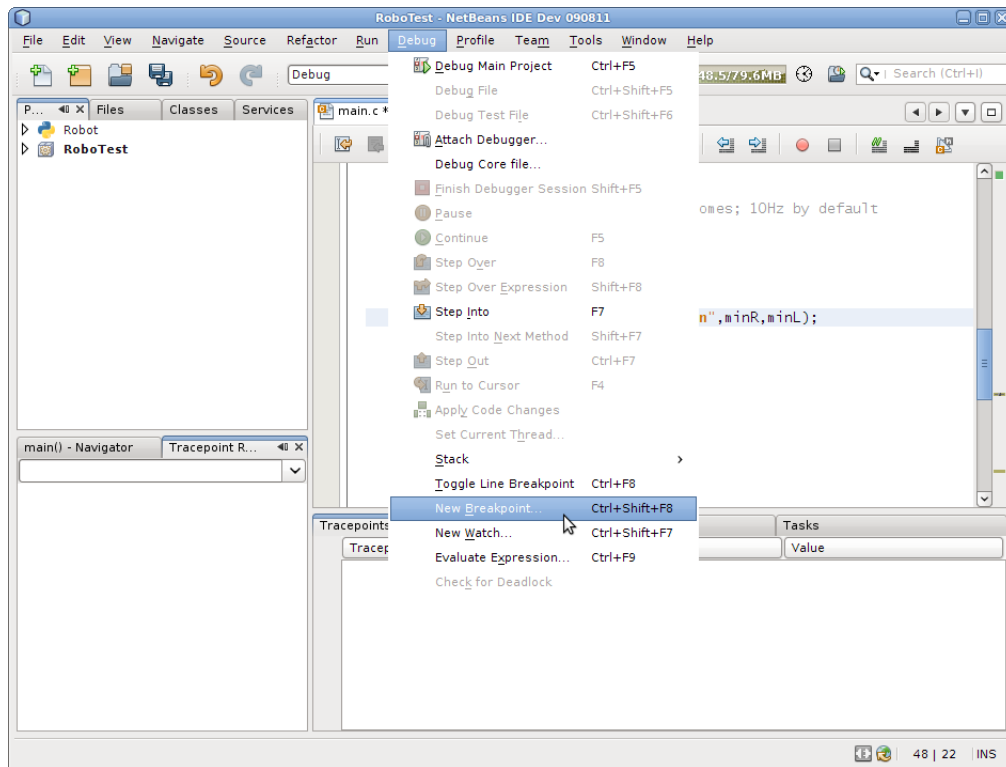 RoboTest - NetBeans IDE Dev 090811
File Edit View Navigate Source Refactor Run Debug Profile Team Tools Window Help
Debug
48.5/79.6MB
Search (Ctrl+I)
P... Files Classes Services
main.c *
Robot
RoboTest
Debug Main Project Ctrl+F5
Debug File Ctrl+Shift+F5
Debug Test File Ctrl+Shift+F6
Attach Debugger...
Debug Core file...
Finish Debugger Session Shift+F5
Pause
Continue F5
Step Over F8
Step Over Expression Shift+F8
Step Into F7
Step Into Next Method Shift+F7
Step Out Ctrl+F7
Run to Cursor F4
Apply Code Changes
Set Current Thread...
Stack
Toggle Line Breakpoint Ctrl+F8
New Breakpoint... Ctrl+Shift+F8
New Watch... Ctrl+Shift+F7
Evaluate Expression... Ctrl+F9
Check for Deadlock
omes; 10Hz by default
n",minR,minL);
main() - Navigator Tracepoint R...
Tracepoints Tasks
Tracep Value
48 | 22 INS